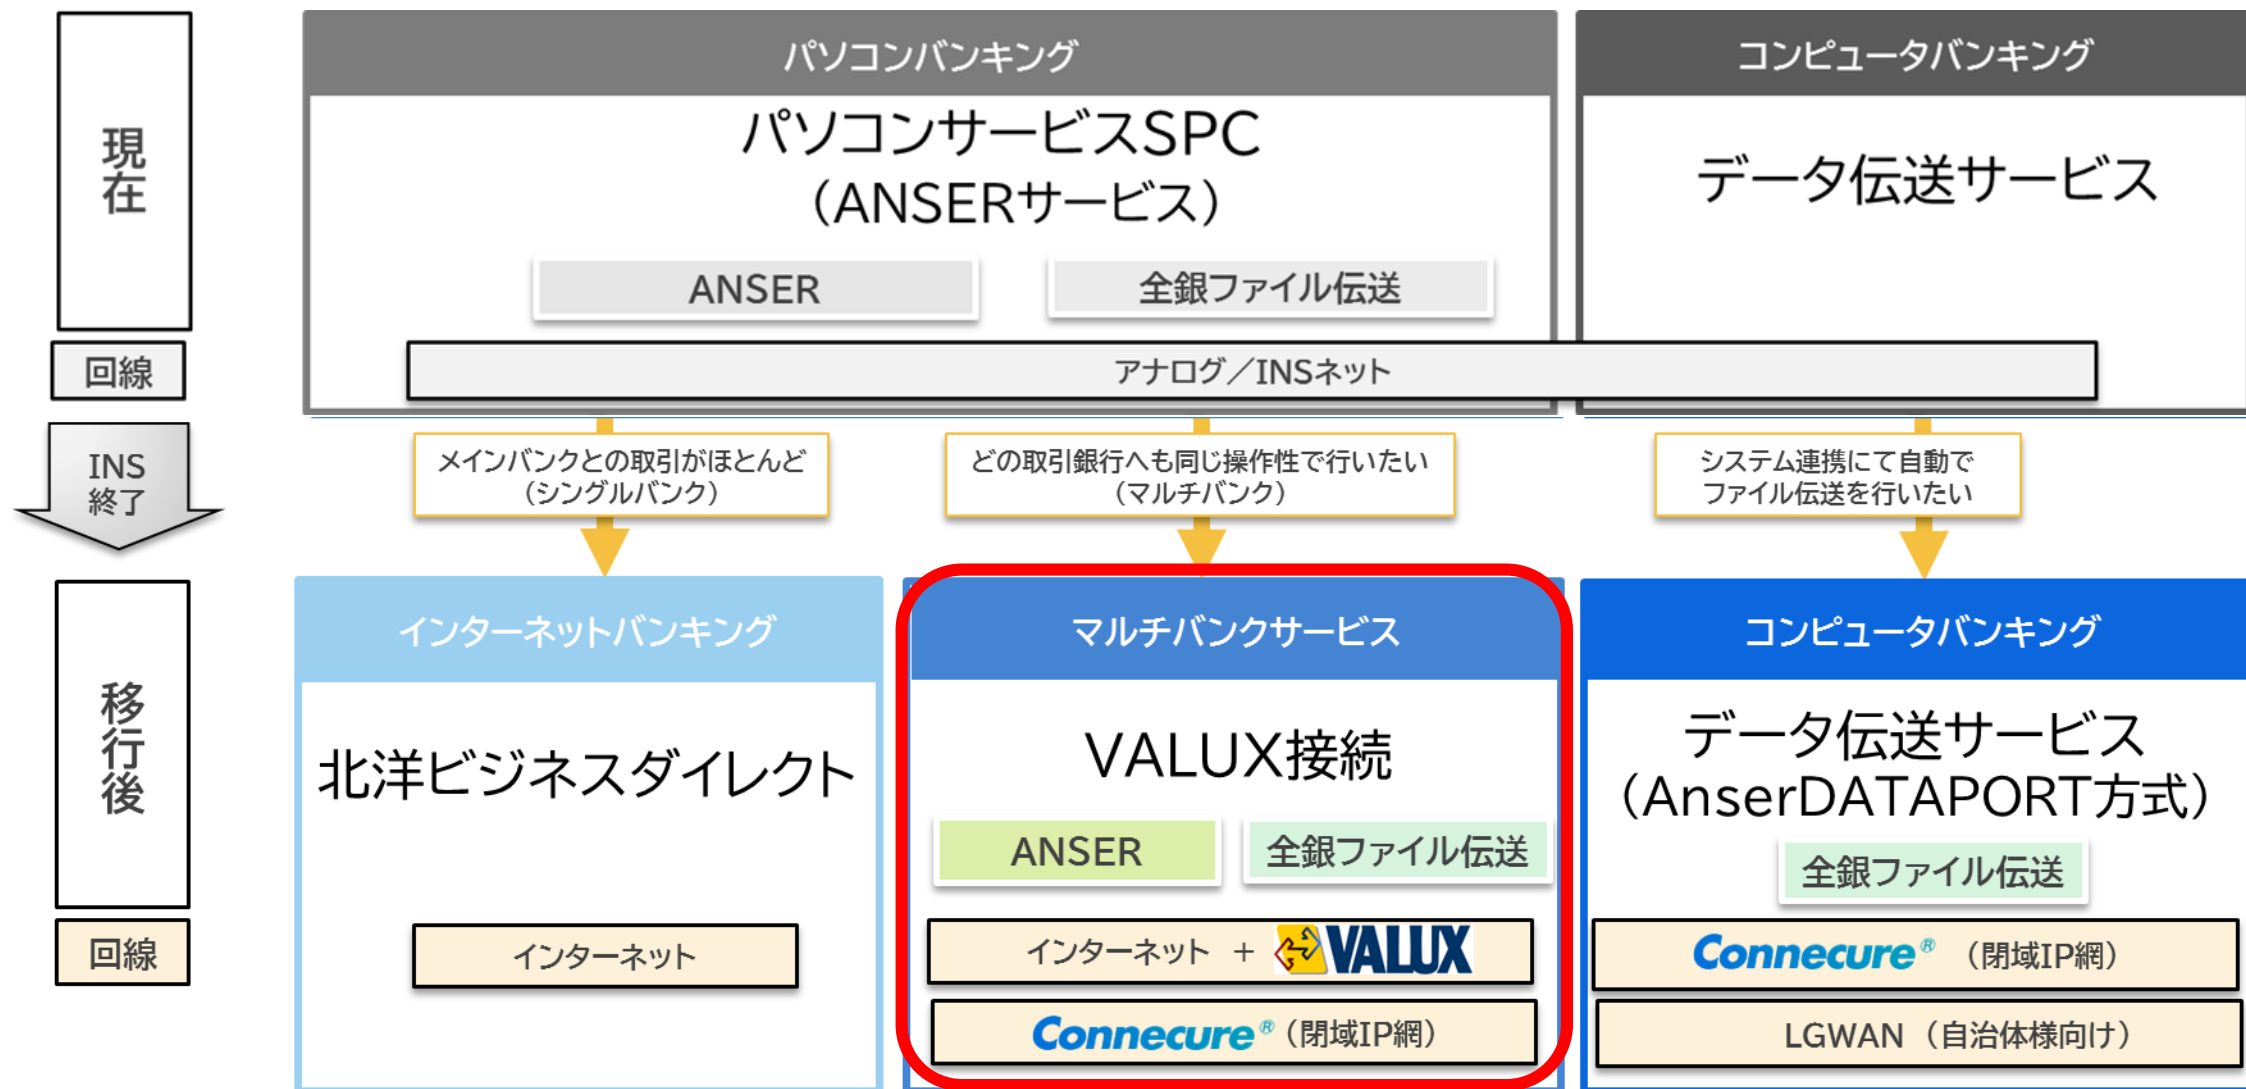 現在
パソコンバンキング
パソコンサービスSPC
（ANSERサービス）
ANSER
全銀ファイル伝送
コンピュータバンキング
データ伝送サービス
回線
アナログ／INSネット
INS
終了
メインバンクとの取引がほとんど
（シングルバンク）
どの取引銀行へも同じ操作性で行いたい
（マルチバンク）
システム連携にて自動で
ファイル伝送を行いたい
移行後
インターネットバンキング
北洋ビジネスダイレクト
マルチバンクサービス
VALUX接続
ANSER
全銀ファイル伝送
コンピュータバンキング
データ伝送サービス
（AnserDATAPORT方式）
全銀ファイル伝送
回線
インターネット
インターネット + VALUX
Connecure®（閉域IP網）
Connecure®（閉域IP網）
LGWAN（自治体様向け）